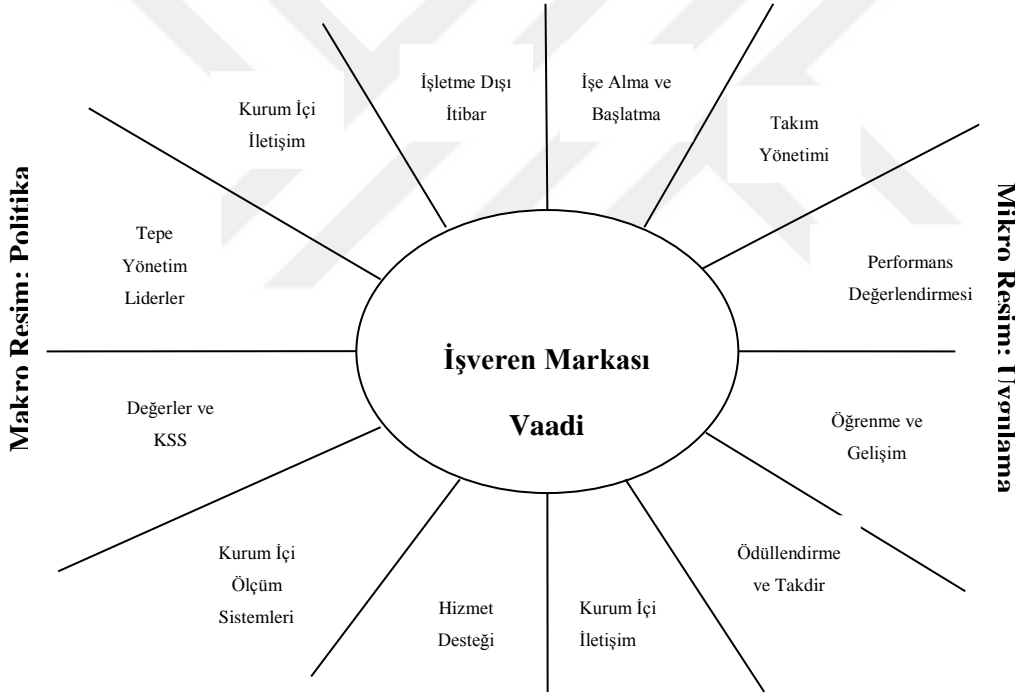 İşletme Dışı
İtibar
İşe Alma ve
Başlatma
Kurum İçi
İletişim
Takım
Yönetimi
Makro Resim: Politika
Mikro Resim: Uygulama
Tepe
Yönetim
Liderler
Performans
Değerlendirmesi
İşveren Markası
Vaadi
Değerler ve
KSS
Öğrenme ve
Gelişim
Kurum İçi
Ölçüm
Sistemleri
Ödüllendirme
ve Takdir
Hizmet
Desteği
Kurum İçi
İletişim